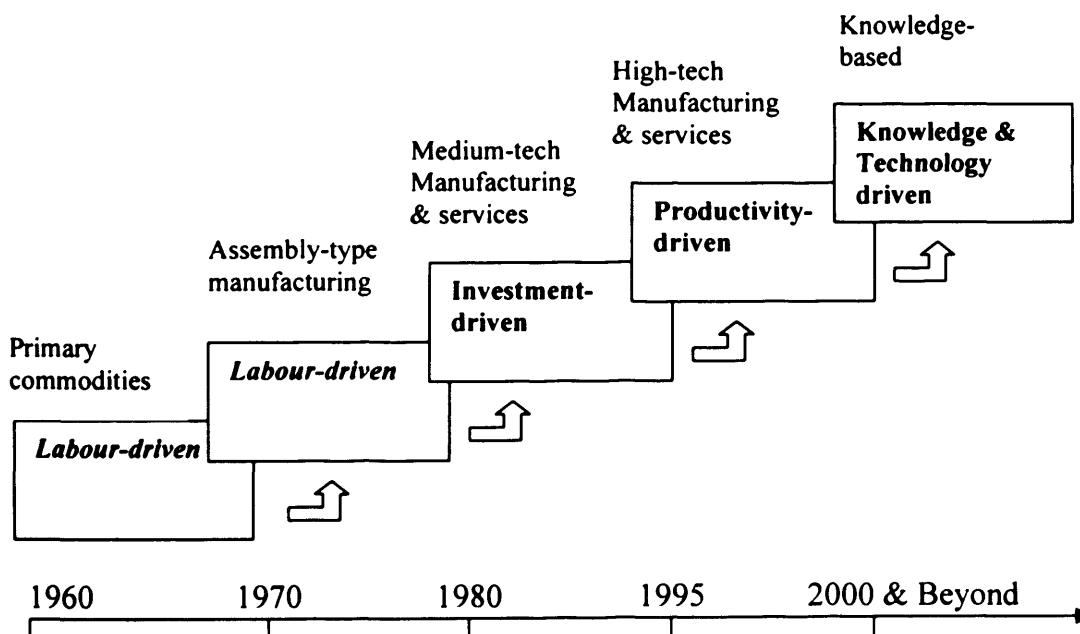 Knowledge-
based
High-tech
Manufacturing
& services
Knowledge &
Technology
driven
Medium-tech
Manufacturing
& services
Productivity-
driven
Assembly-type
manufacturing
Investment-
driven
Primary
commodities
Labour-driven
Labour-driven
1960 1970 1980 1995 2000 & Beyond